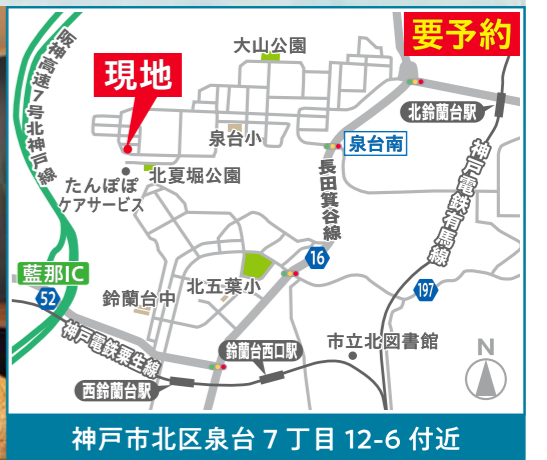 要予約
大山公園
阪神高速7号北神戸線
現地
北鈴蘭台駅
泉台小
泉台南
神戸電鉄有馬線
長田箕谷線
北夏堀公園
たんぽぽ
ケアサービス
16
藍那IC
52
北五葉小
197
鈴蘭台中
神戸電鉄粟生線
鈴蘭台西口駅
市立北図書館
西鈴蘭台駅
N
神戸市北区泉台7丁目12-6付近